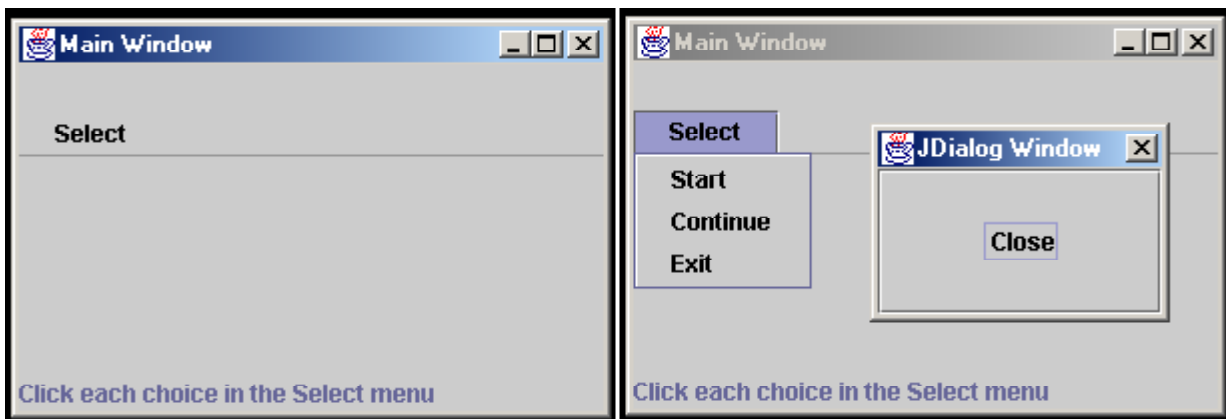 Main Window
Select
Click each choice in the Select menu
Main Window
Select
Start
Continue
Exit
JDialog Window
Close
Click each choice in the Select menu